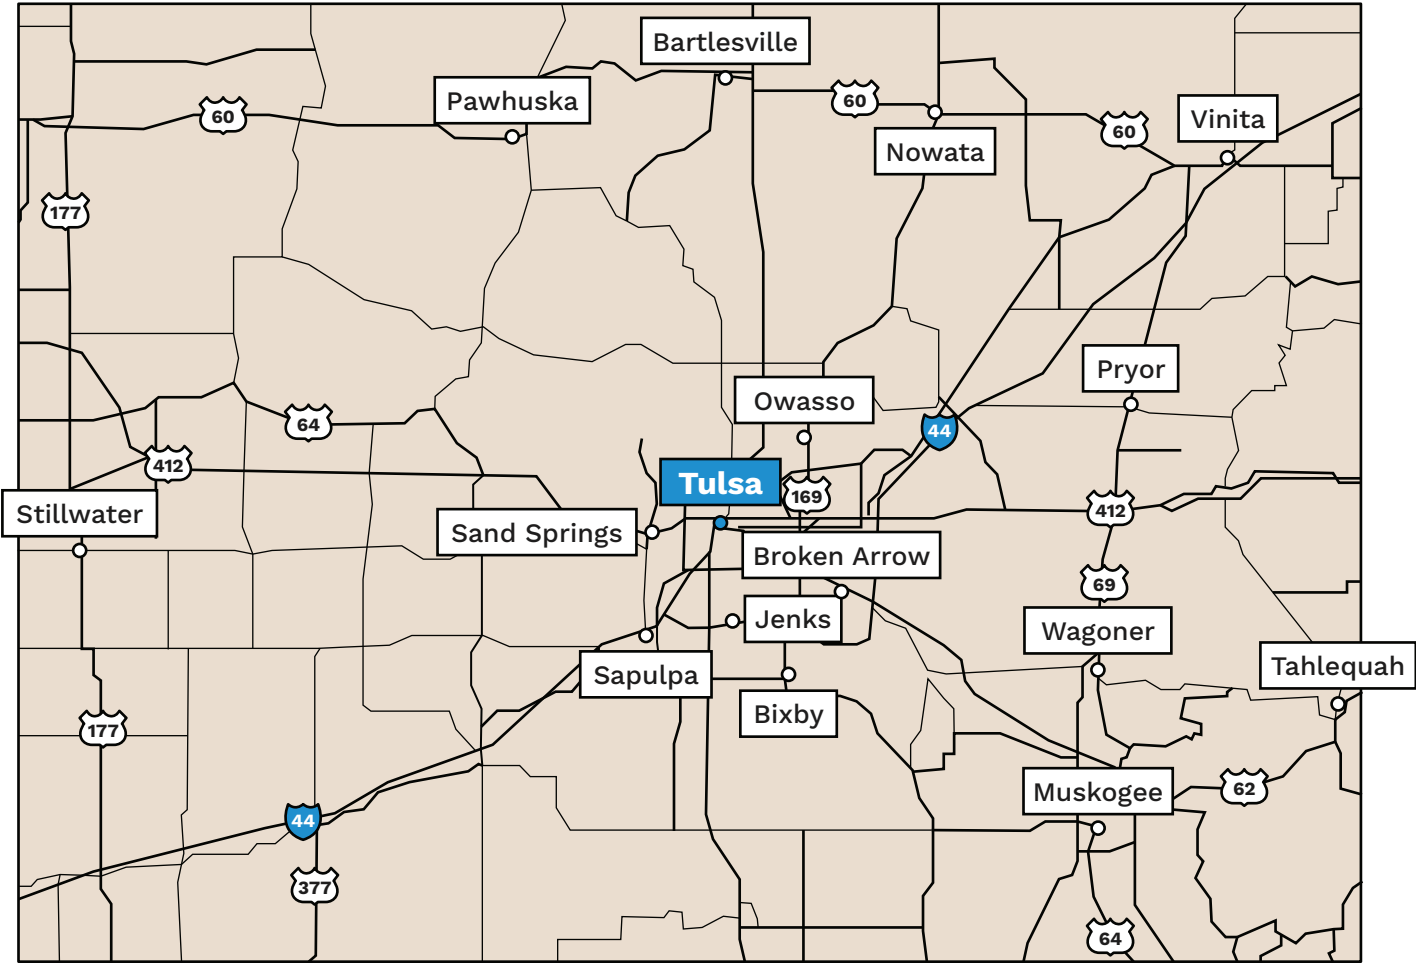 Bartlesville
Pawhuska
60
60
60
Vinita
Nowata
177
Pryor
Owasso
64
44
412
Tulsa
169
Stillwater
Sand Springs
412
Broken Arrow
69
Jenks
Wagoner
Sapulpa
Tahlequah
Bixby
177
Muskogee
62
44
377
64